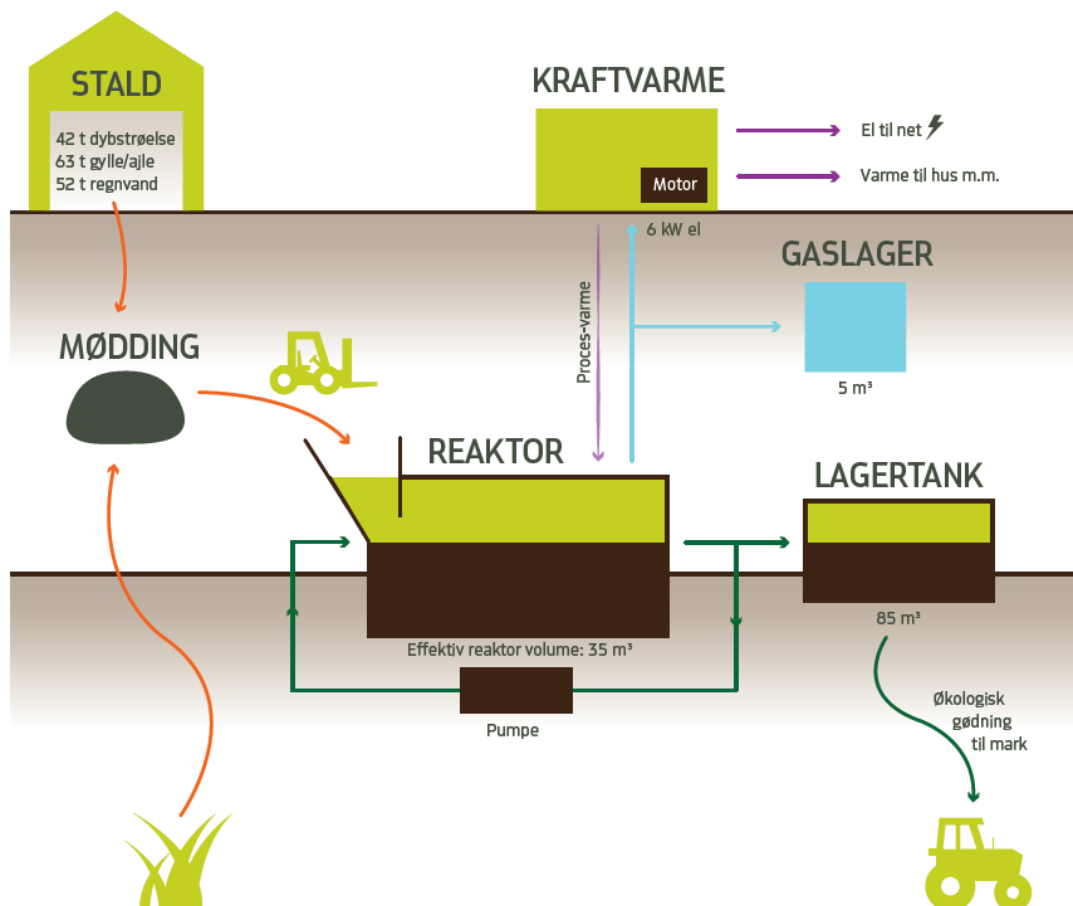 STALD
42 t dybstrøelse
63 t gylle/ajle
52 t regnvand
KRAFTVARME
Motor
El til net
Varme til hus m.m.
6 kW el
Proces-varme
GASLAGER
5 m³
MØDDING
REAKTOR
Effektiv reaktor volume: 35 m³
Pumpe
LAGERTANK
85 m³
Økologisk
gødning
til mark